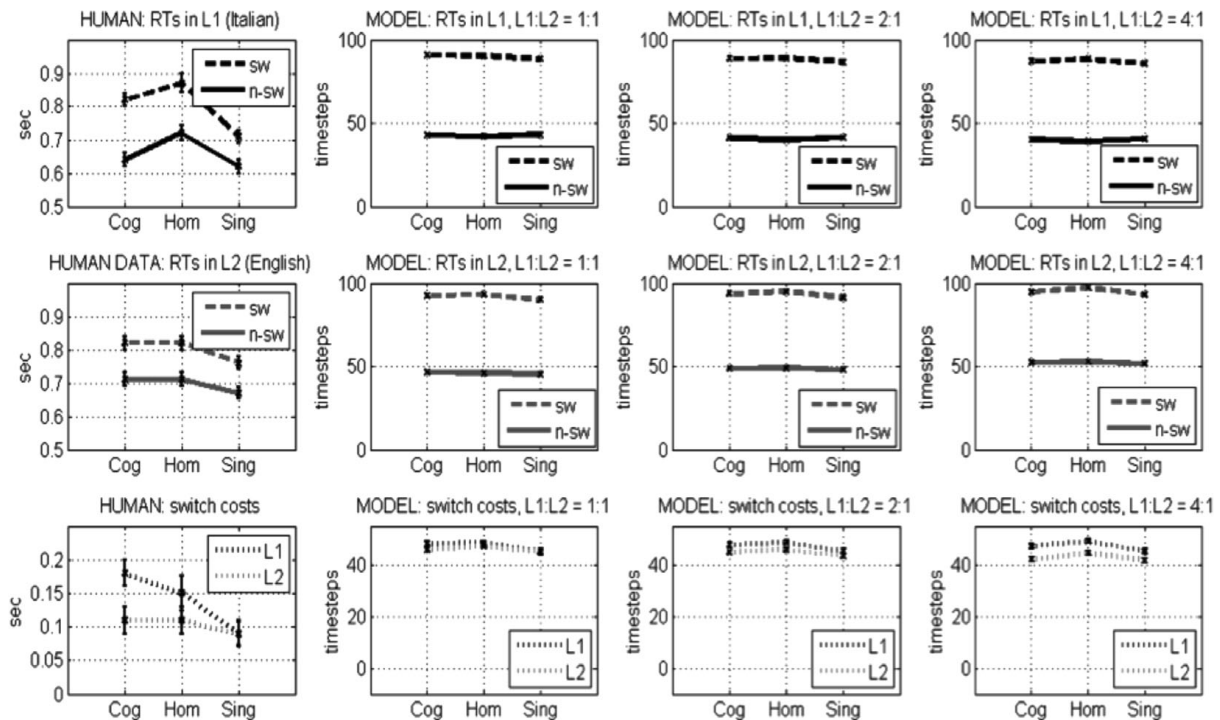 HUMAN: RTs in L1 (Italian)
0.9
0.8
0.7
0.6
0.5
sec
sw
n-sw
Cog Hom Sing
MODEL: RTs in L1, L1:L2 = 1:1
100
50
0
timesteps
sw
n-sw
Cog Hom Sing
MODEL: RTs in L1, L1:L2 = 2:1
100
50
0
timesteps
sw
n-sw
Cog Hom Sing
MODEL: RTs in L1, L1:L2 = 4:1
100
50
0
timesteps
sw
n-sw
Cog Hom Sing
HUMAN DATA: RTs in L2 (English)
0.9
0.8
0.7
0.6
0.5
sec
sw
n-sw
Cog Hom Sing
MODEL: RTs in L2, L1:L2 = 1:1
100
50
0
timesteps
sw
n-sw
Cog Hom Sing
MODEL: RTs in L2, L1:L2 = 2:1
100
50
0
timesteps
sw
n-sw
Cog Hom Sing
MODEL: RTs in L2, L1:L2 = 4:1
100
50
0
timesteps
sw
n-sw
Cog Hom Sing
HUMAN: switch costs
0.2
0.15
0.1
0.05
0
sec
L1
L2
Cog Hom Sing
MODEL: switch costs, L1:L2 = 1:1
40
20
0
timesteps
L1
L2
Cog Hom Sing
MODEL: switch costs, L1:L2 = 2:1
40
20
0
timesteps
L1
L2
Cog Hom Sing
MODEL: switch costs, L1:L2 = 4:1
40
20
0
timesteps
L1
L2
Cog Hom Sing